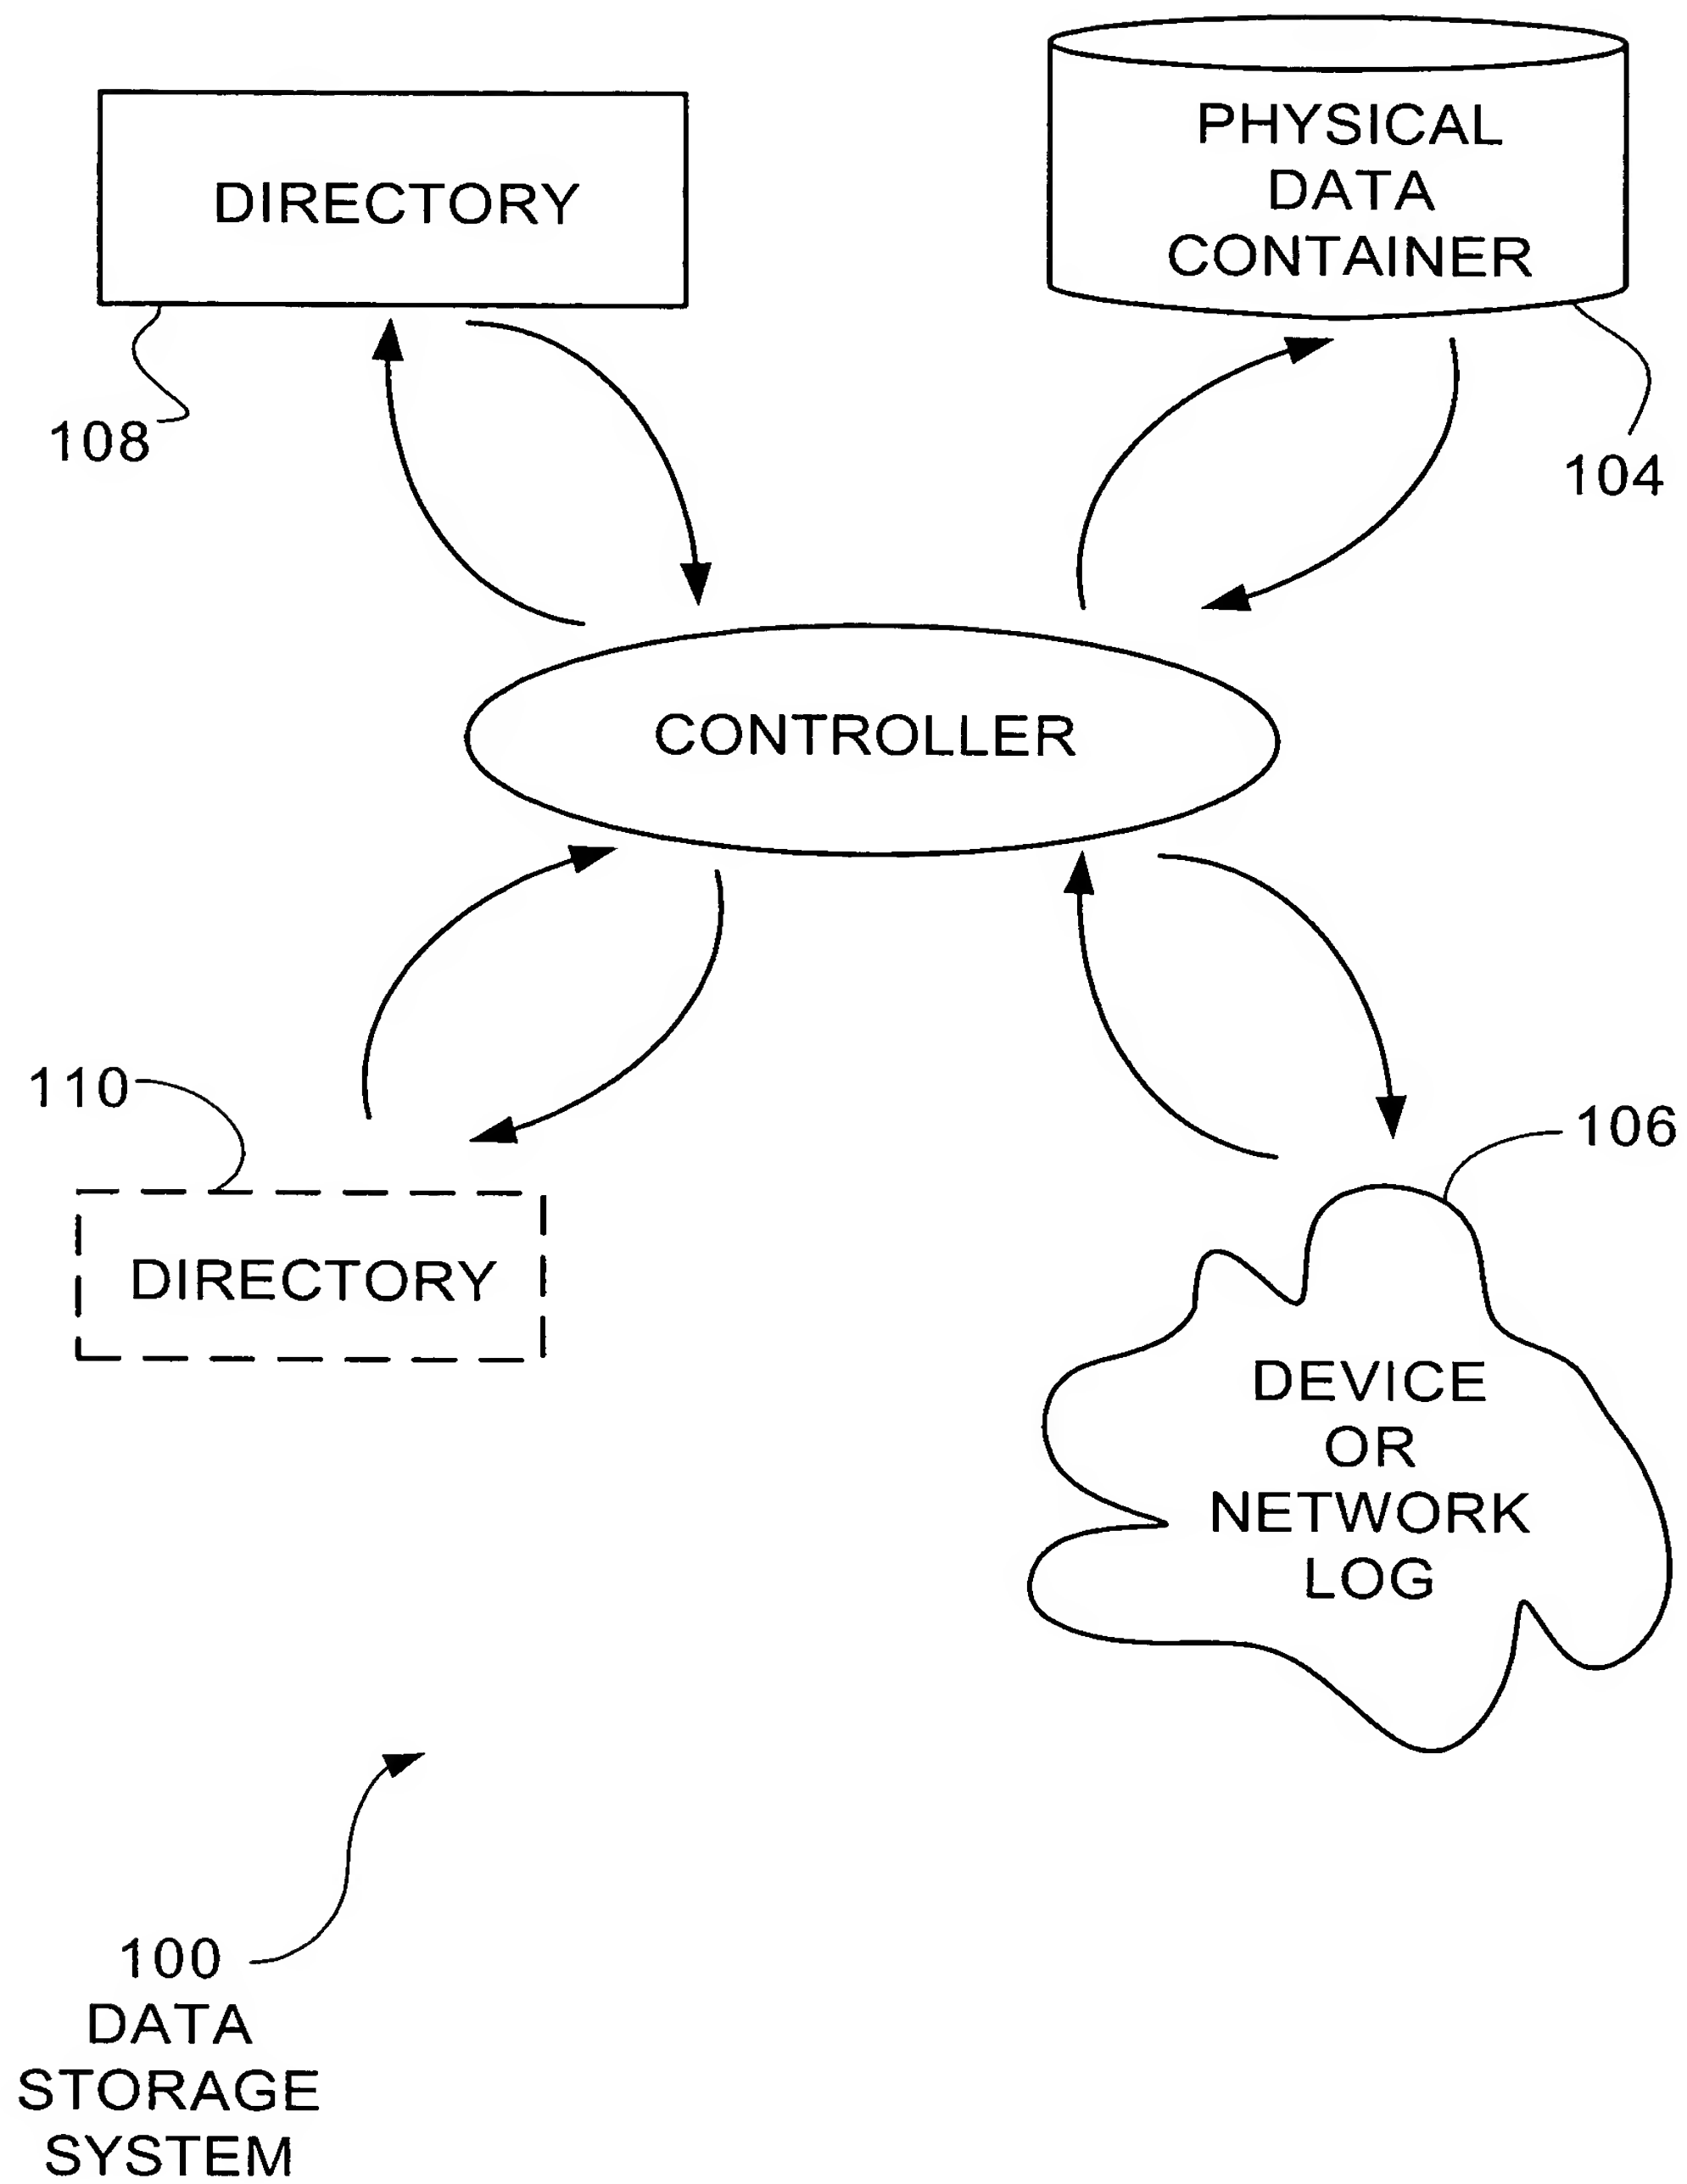 DIRECTORY
PHYSICAL
DATA
CONTAINER
108
104
CONTROLLER
110
106
DIRECTORY
DEVICE
OR
NETWORK
LOG
100
DATA
STORAGE
SYSTEM